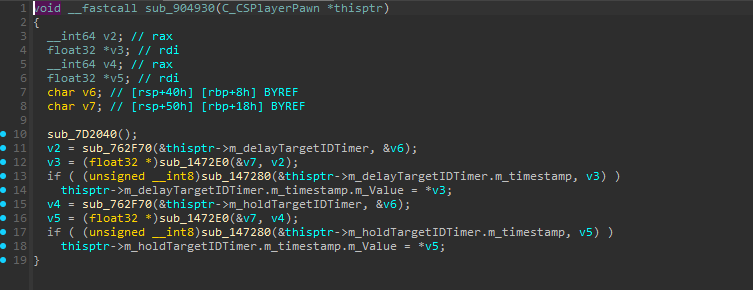 1 void __fastcall sub_904930(C_CSPlayerPawn *thisptr)
2 {
3 __int64 v2; // rax
4 float32 *v3; // rdi
5 __int64 v4; // rax
6 float32 *v5; // rdi
7 char v6; // [rsp+40h] [rbp+8h] BYREF
8 char v7; // [rsp+50h] [rbp+18h] BYREF
9
10 sub_7D2040();
11 v2 = sub_762F70(&thisptr->m_delayTargetIDTimer, &v6);
12 v3 = (float32 *)sub_1472E0(&v7, v2);
13 if ( (unsigned __int8)sub_147280(&thisptr->m_delayTargetIDTimer.m_timestamp, v3) )
14 thisptr->m_delayTargetIDTimer.m_timestamp.m_Value = *v3;
15 v4 = sub_762F70(&thisptr->m_holdTargetIDTimer, &v6);
16 v5 = (float32 *)sub_1472E0(&v7, v4);
17 if ( (unsigned __int8)sub_147280(&thisptr->m_holdTargetIDTimer.m_timestamp, v5) )
18 thisptr->m_holdTargetIDTimer.m_timestamp.m_Value = *v5;
19 }